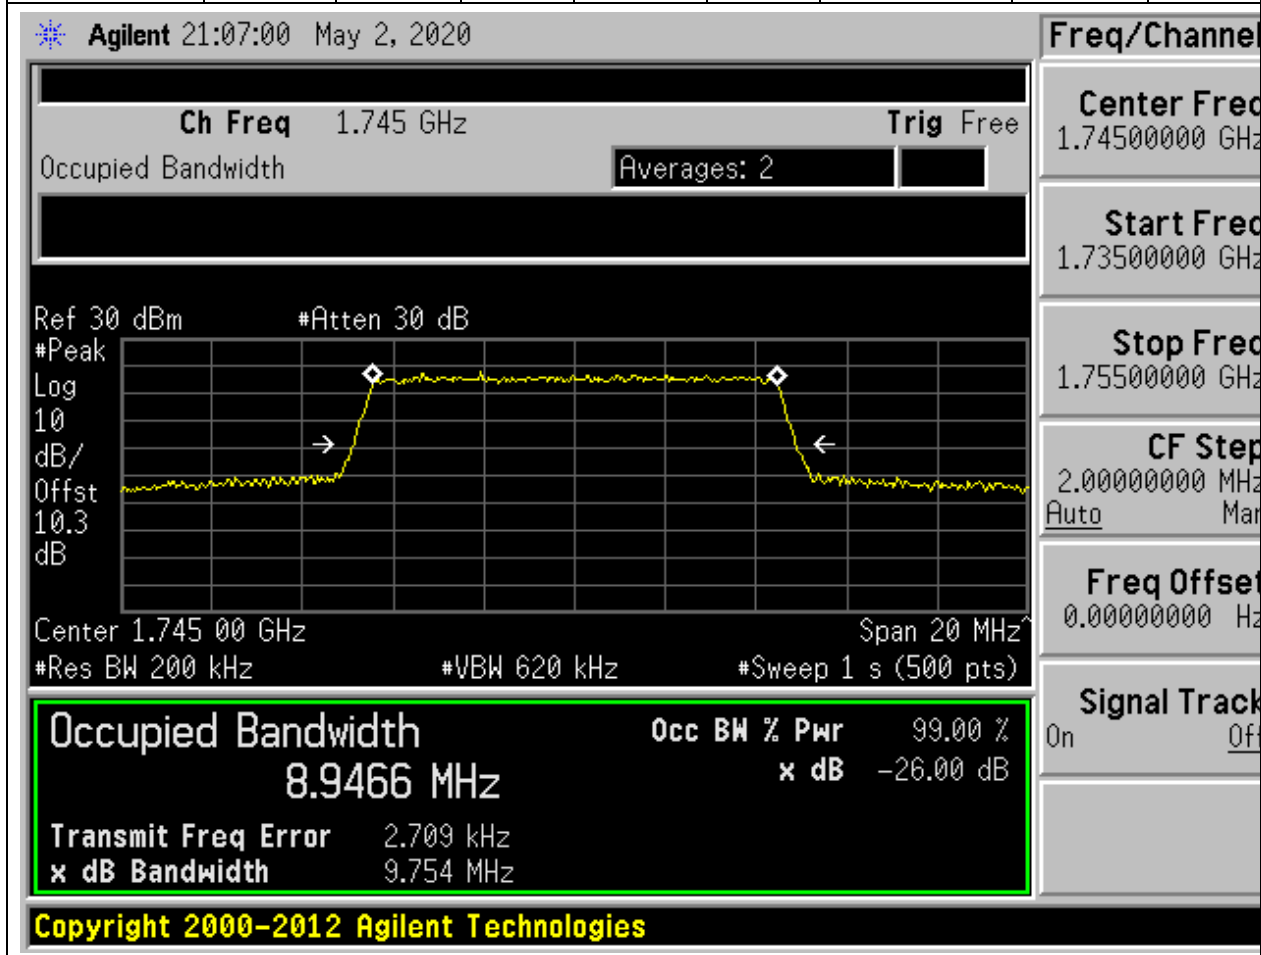 Agilent 21:07:00 May 2, 2020
Freq/Channel
Ch Freq 1.745 GHz Trig Free
Occupied Bandwidth Averages: 2
Center Freq
1.74500000 GHz
Start Freq
1.73500000 GHz
Stop Freq
1.75500000 GHz
CF Step
2.00000000 MHz
Auto Man
Freq Offset
0.00000000 Hz
Signal Track
On Off
Ref 30 dBm #Atten 30 dB
#Peak
Log
10
dB/
Offst
10.3
dB
Center 1.745 00 GHz Span 20 MHz^
#Res BW 200 kHz #VBW 620 kHz #Sweep 1 s (500 pts)
Occupied Bandwidth Occ BW % Pwr 99.00 %
8.9466 MHz x dB -26.00 dB
Transmit Freq Error 2.709 kHz
x dB Bandwidth 9.754 MHz
Copyright 2000-2012 Agilent Technologies